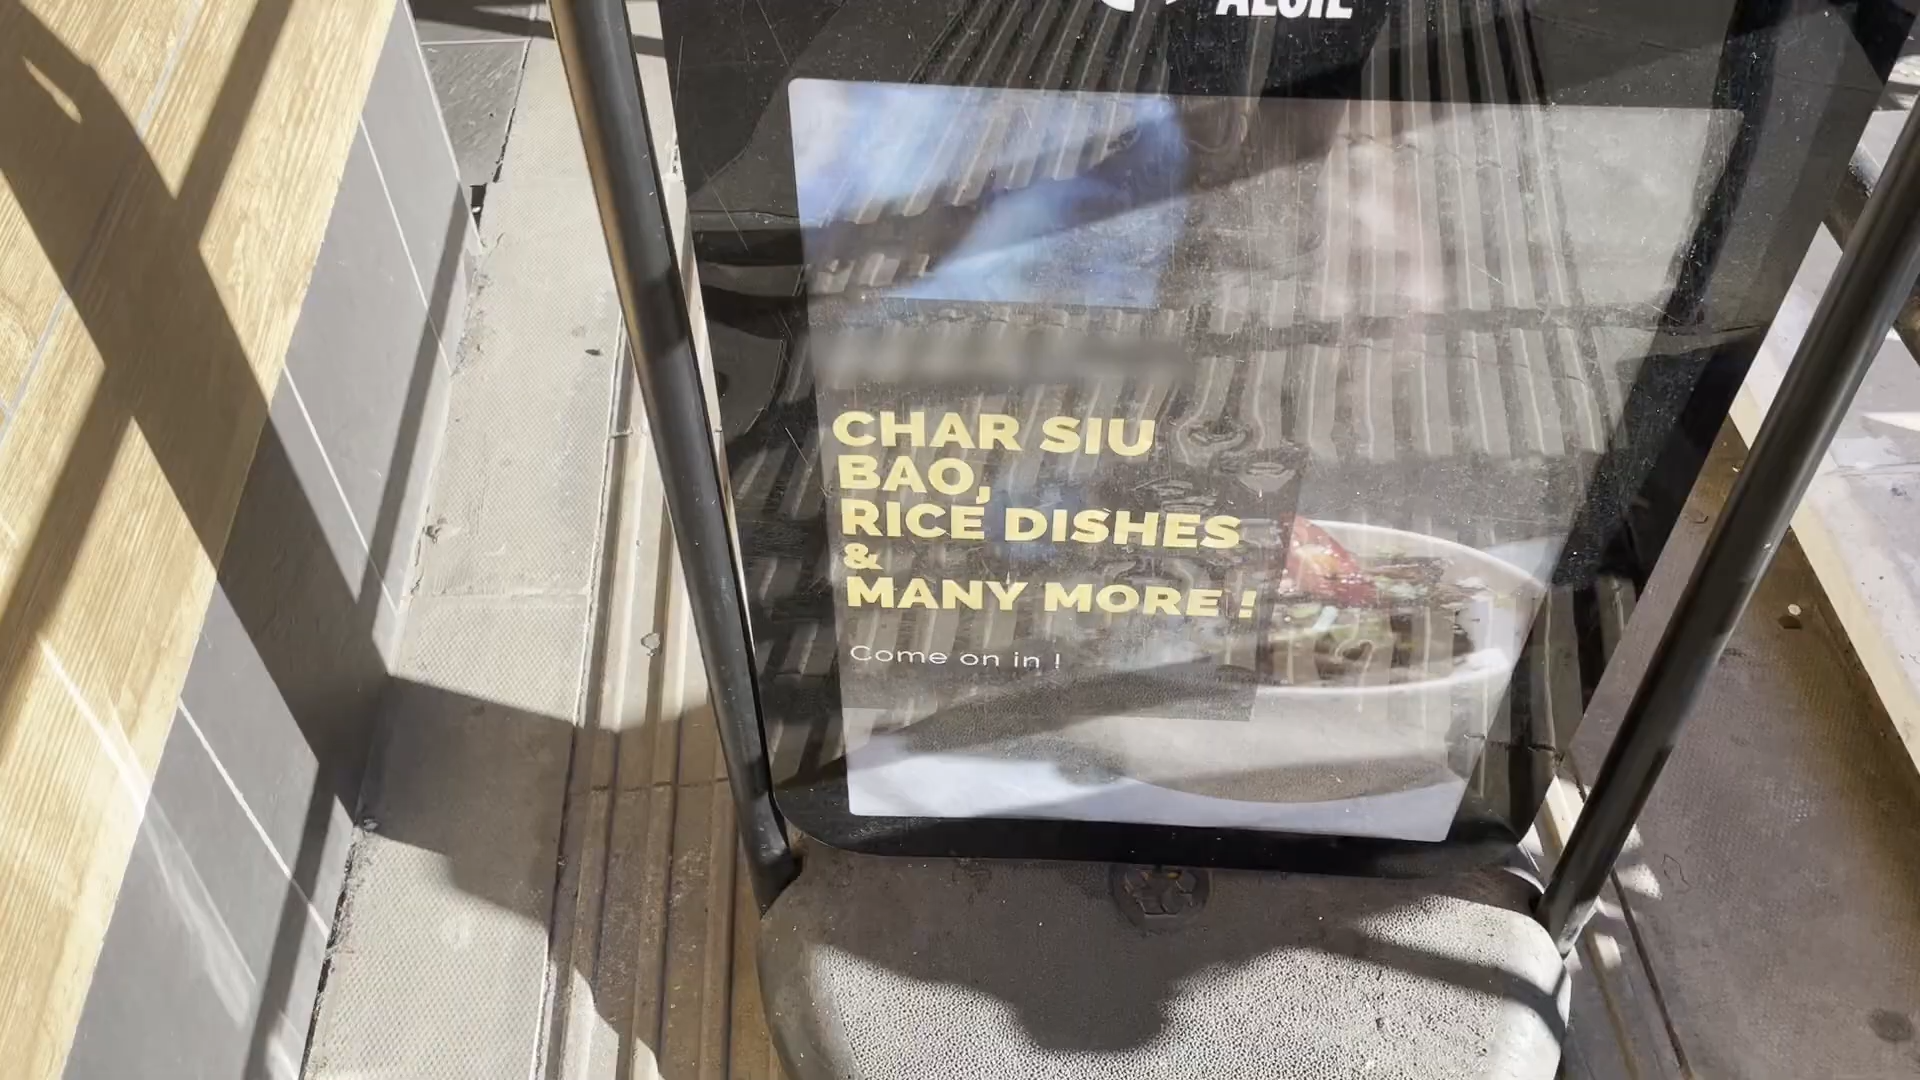 CHAR SIU
BAO,
RICE DISHES
&
MANY MORE !
Come on in !